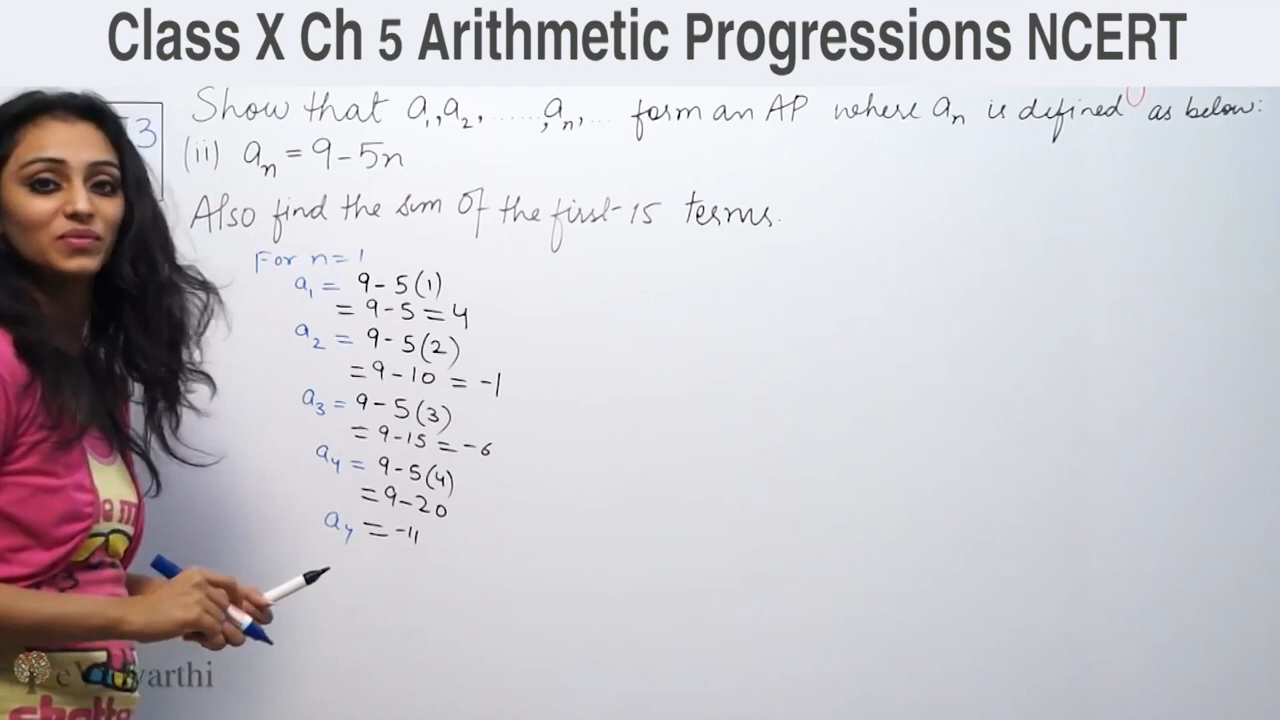 Class X Ch 5 Arithmetic Progressions NCERT
3
Show that a₁,a₂,......,aₙ,... form an AP where aₙ is defined as below:
(ii) aₙ = 9-5n
Also find the sum of the first 15 terms.
For n=1
a₁ = 9-5(1)
= 9-5=4
a₂ = 9-5(2)
=9-10 = -1
a₃ = 9-5(3)
= 9-15 = -6
a₄ = 9-5(4)
=9-20
a₄ = -11